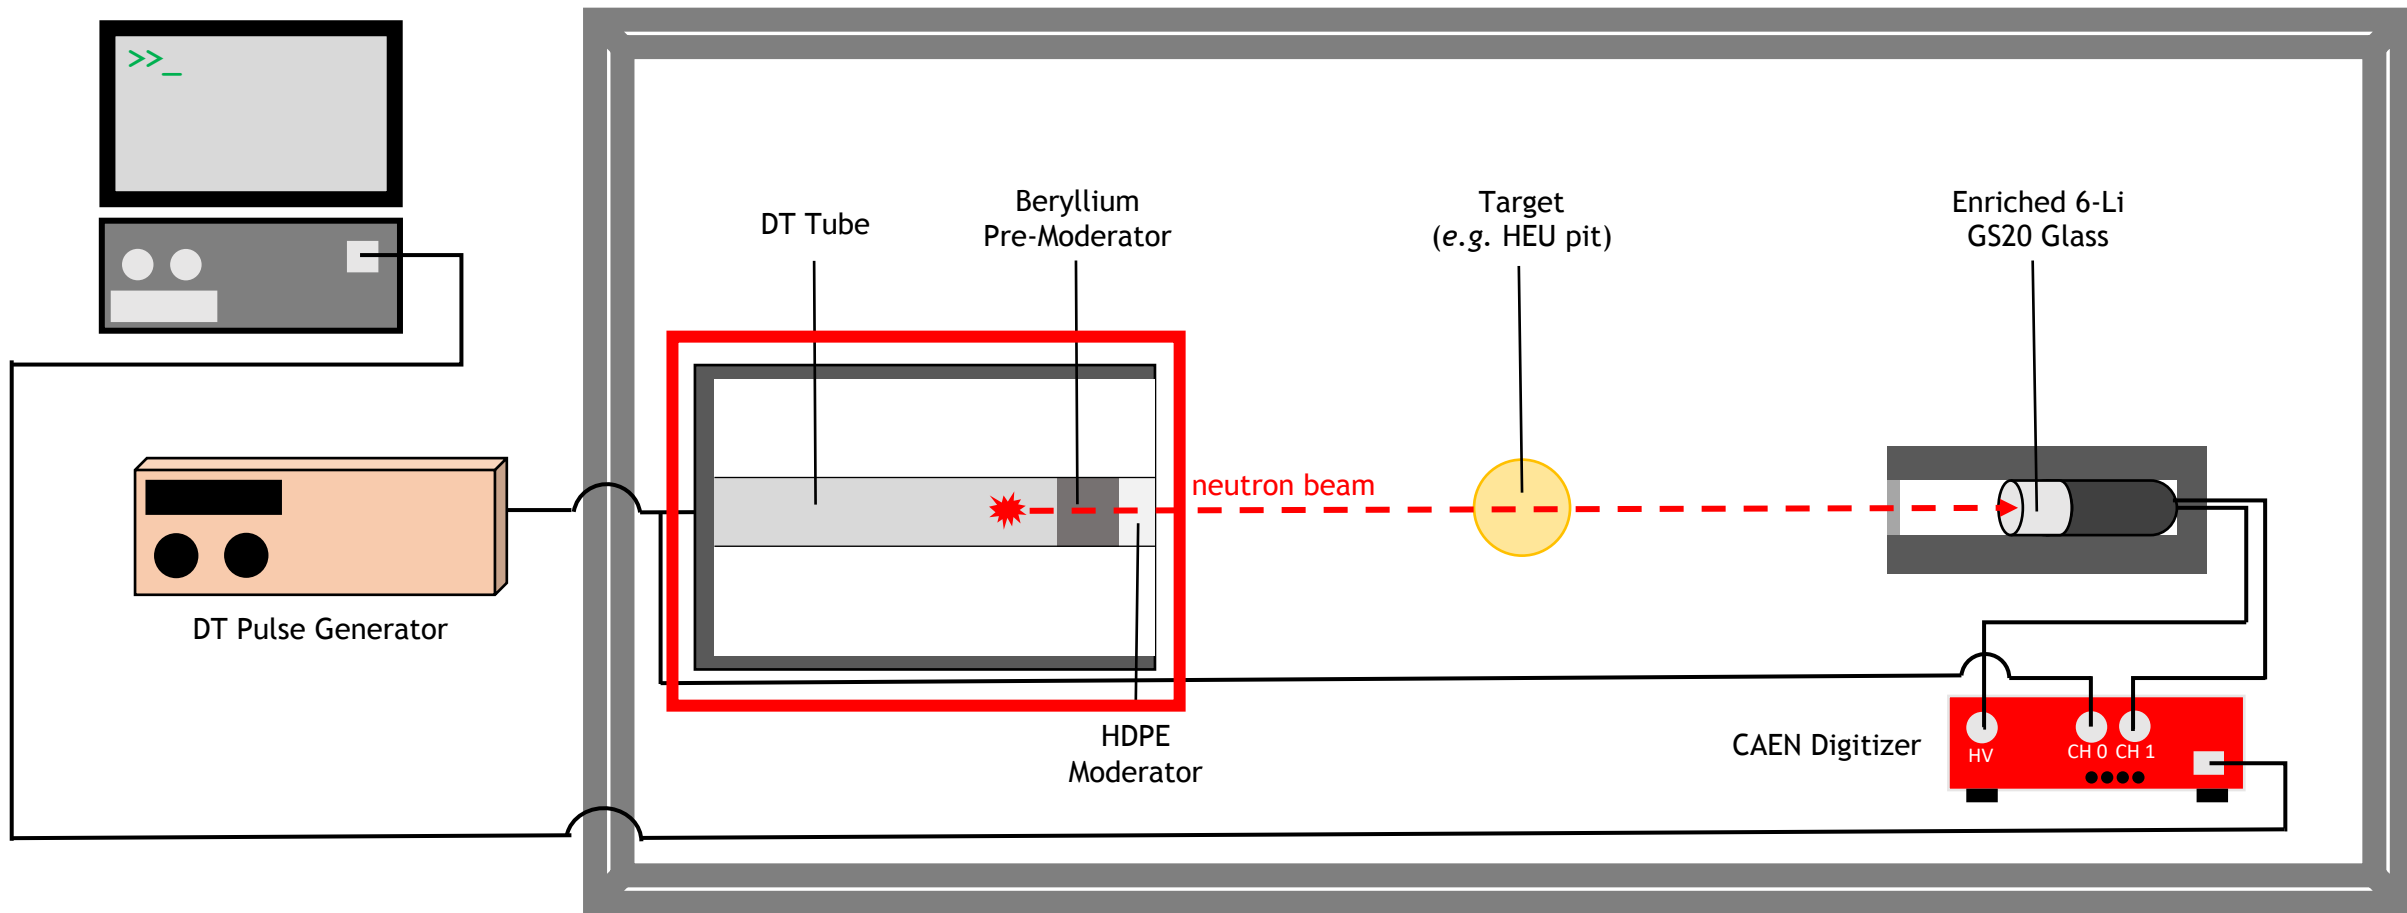 >>_
DT Tube
Beryllium
Pre-Moderator
Target
(e.g. HEU pit)
Enriched 6-Li
GS20 Glass
neutron beam
DT Pulse Generator
HDPE
Moderator
CAEN Digitizer
HV
CH 0 CH 1